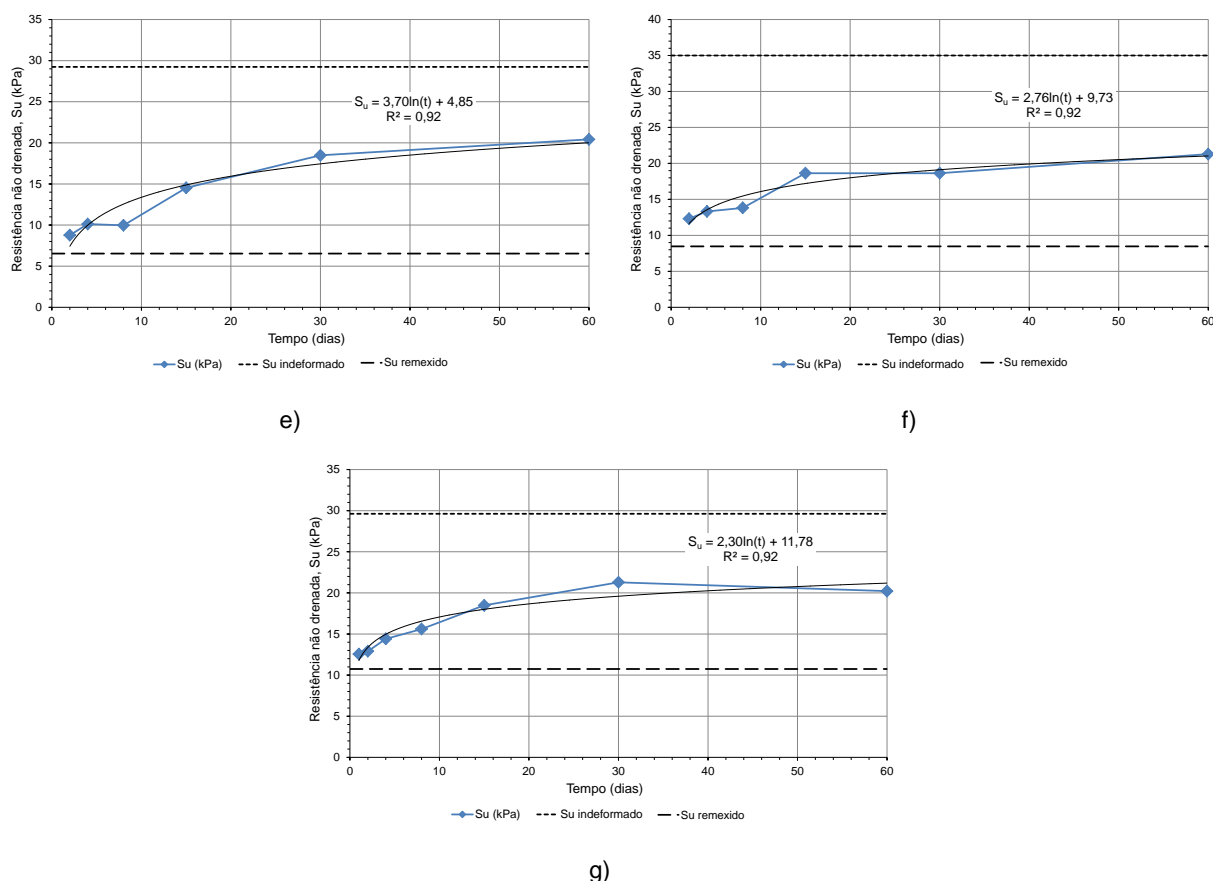 35
30
25
20
15
10
5
0
Resistência não drenada, Su (kPa)
Su = 3,70ln(t) + 4,85
R² = 0,92
0 10 20 30 40 50 60
Tempo (dias)
Su (kPa) Su indeformado Su remexido
e)
40
35
30
25
20
15
10
5
0
Resistência não drenada, Su (kPa)
Su = 2,76ln(t) + 9,73
R² = 0,92
0 10 20 30 40 50 60
Tempo (dias)
Su (kPa) Su indeformado Su remexido
f)
35
30
25
20
15
10
5
0
Resistência não drenada, Su (kPa)
Su = 2,30ln(t) + 11,78
R² = 0,92
0 10 20 30 40 50 60
Tempo (dias)
Su (kPa) Su indeformado Su remexido
g)